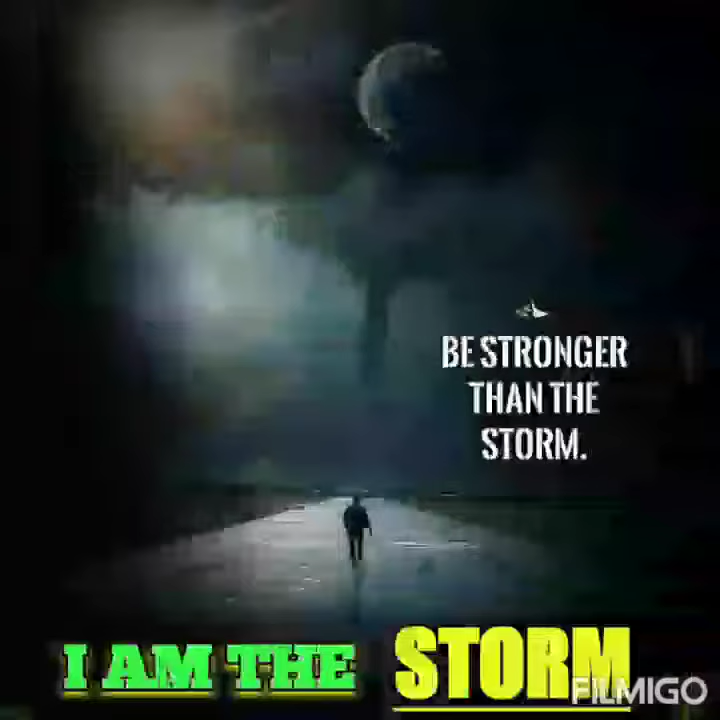 BE STRONGER
THAN THE
STORM.
I AM THE STORM
FILMIGO